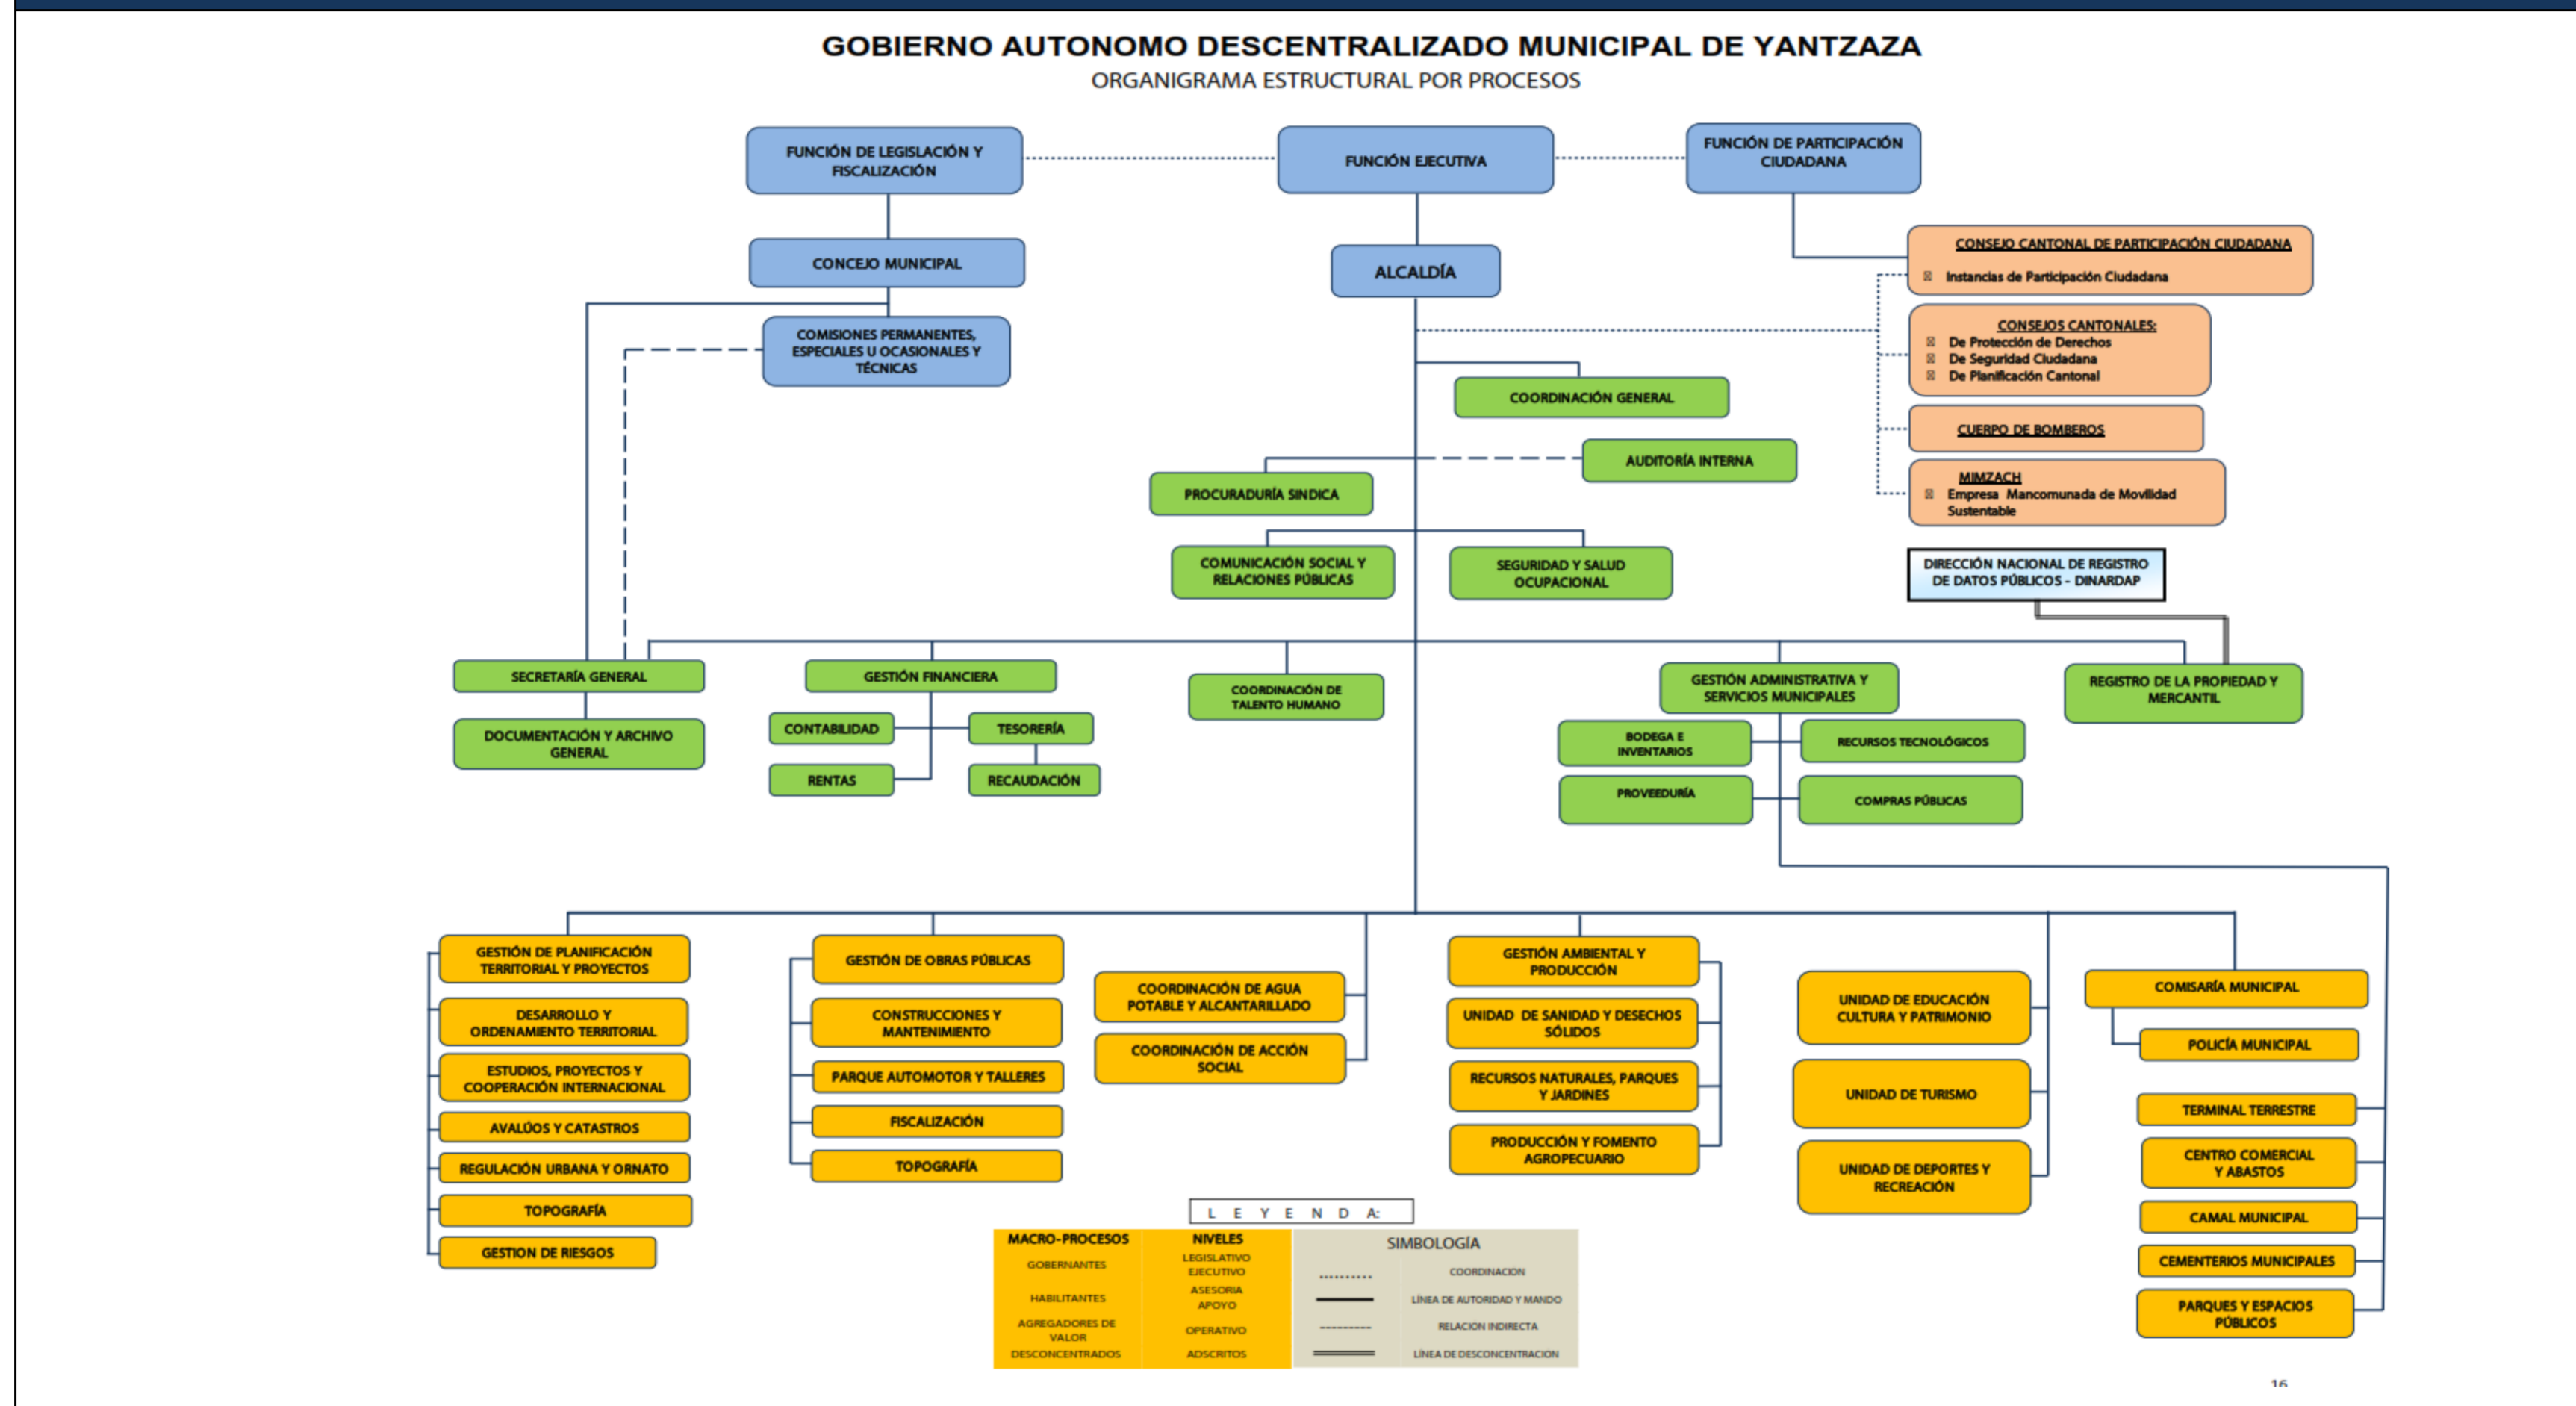 GOBIERNO AUTONOMO DESCENTRALIZADO MUNICIPAL DE YANTZAZA
ORGANIGRAMA ESTRUCTURAL POR PROCESOS
FUNCIÓN DE LEGISLACIÓN Y
FISCALIZACIÓN
FUNCIÓN EJECUTIVA
FUNCIÓN DE PARTICIPACIÓN
CIUDADANA
CONCEJO MUNICIPAL
ALCALDÍA
CONSEJO CANTONAL DE PARTICIPACIÓN CIUDADANA
Instancias de Participación Ciudadana
COMISIONES PERMANENTES,
ESPECIALES U OCASIONALES Y
TÉCNICAS
CONSEJOS CANTONALES:
De Protección de Derechos
De Seguridad Ciudadana
De Planificación Cantonal
COORDINACIÓN GENERAL
CUERPO DE BOMBEROS
AUDITORÍA INTERNA
PROCURADURÍA SINDICA
MIMZACH
Empresa Mancomunada de Movilidad
Sustentable
COMUNICACIÓN SOCIAL Y
RELACIONES PÚBLICAS
SEGURIDAD Y SALUD
OCUPACIONAL
DIRECCIÓN NACIONAL DE REGISTRO
DE DATOS PÚBLICOS - DINARDAP
SECRETARÍA GENERAL
DOCUMENTACIÓN Y ARCHIVO
GENERAL
GESTIÓN FINANCIERA
CONTABILIDAD
TESORERÍA
RENTAS
RECAUDACIÓN
COORDINACIÓN DE
TALENTO HUMANO
GESTIÓN ADMINISTRATIVA Y
SERVICIOS MUNICIPALES
BODEGA E
INVENTARIOS
RECURSOS TECNOLÓGICOS
PROVEEDURÍA
COMPRAS PÚBLICAS
REGISTRO DE LA PROPIEDAD Y
MERCANTIL
GESTIÓN DE PLANIFICACIÓN
TERRITORIAL Y PROYECTOS
DESARROLLO Y
ORDENAMIENTO TERRITORIAL
ESTUDIOS, PROYECTOS Y
COOPERACIÓN INTERNACIONAL
AVALÚOS Y CATASTROS
REGULACIÓN URBANA Y ORNATO
TOPOGRAFÍA
GESTION DE RIESGOS
GESTIÓN DE OBRAS PÚBLICAS
CONSTRUCCIONES Y
MANTENIMIENTO
PARQUE AUTOMOTOR Y TALLERES
FISCALIZACIÓN
TOPOGRAFÍA
COORDINACIÓN DE AGUA
POTABLE Y ALCANTARILLADO
COORDINACIÓN DE ACCIÓN
SOCIAL
GESTIÓN AMBIENTAL Y
PRODUCCIÓN
UNIDAD DE SANIDAD Y DESECHOS
SÓLIDOS
RECURSOS NATURALES, PARQUES
Y JARDINES
PRODUCCIÓN Y FOMENTO
AGROPECUARIO
UNIDAD DE EDUCACIÓN
CULTURA Y PATRIMONIO
UNIDAD DE TURISMO
UNIDAD DE DEPORTES Y
RECREACIÓN
COMISARÍA MUNICIPAL
POLICÍA MUNICIPAL
TERMINAL TERRESTRE
CENTRO COMERCIAL
Y ABASTOS
CAMAL MUNICIPAL
CEMENTERIOS MUNICIPALES
PARQUES Y ESPACIOS
PÚBLICOS
L E Y E N D A:
MACRO-PROCESOS
GOBERNANTES
HABILITANTES
AGREGADORES DE
VALOR
DESCONCENTRADOS
NIVELES
LEGISLATIVO
EJECUTIVO
ASESORIA
APOYO
OPERATIVO
ADSCRITOS
SIMBOLOGÍA
COORDINACION
LÍNEA DE AUTORIDAD Y MANDO
RELACION INDIRECTA
LÍNEA DE DESCONCENTRACION
16